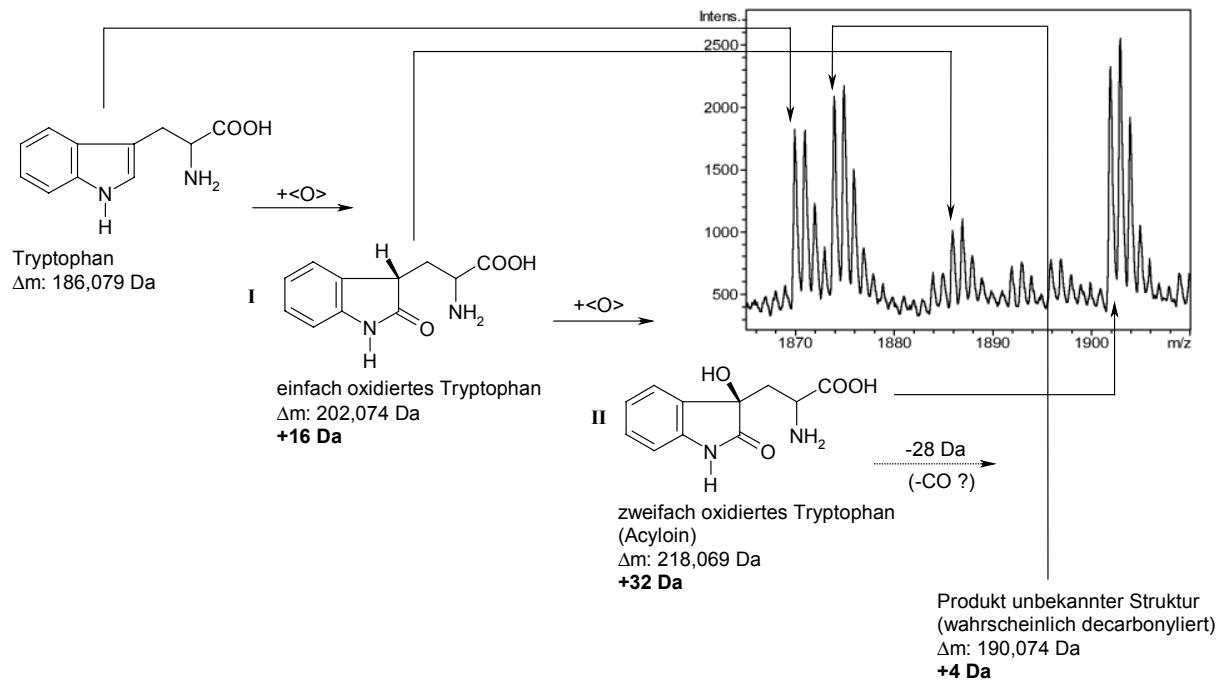 Intens..
2500
2000
1500
1000
500
1870
1880
1890
1900
m/z
COOH
NH2
N
H
Tryptophan
Δm: 186,079 Da
+<O>
I
H
COOH
NH2
N
H
O
einfach oxidiertes Tryptophan
Δm: 202,074 Da
+16 Da
+<O>
II
HO
COOH
NH2
N
H
O
zweifach oxidiertes Tryptophan
(Acyloin)
Δm: 218,069 Da
+32 Da
-28 Da
(-CO ?)
Produkt unbekannter Struktur
(wahrscheinlich decarbonyliert)
Δm: 190,074 Da
+4 Da